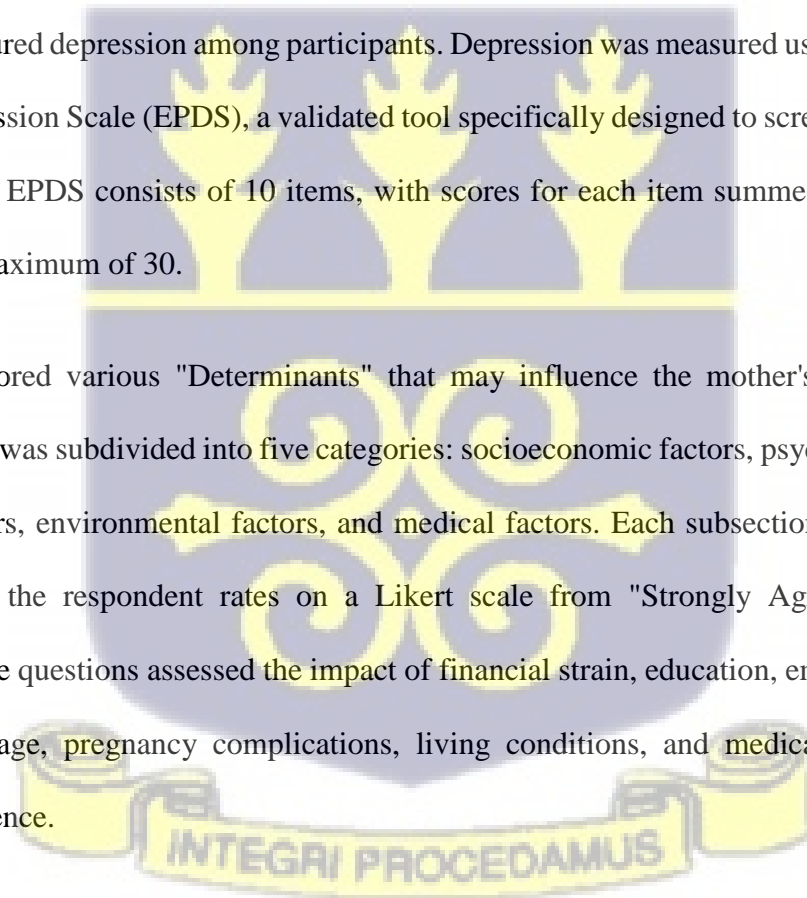 ured depression among participants. Depression was measured us
ssion Scale (EPDS), a validated tool specifically designed to scre
EPDS consists of 10 items, with scores for each item summe
aximum of 30.
ored various "Determinants" that may influence the mother's
was subdivided into five categories: socioeconomic factors, psyc
rs, environmental factors, and medical factors. Each subsection
the respondent rates on a Likert scale from "Strongly Ag
e questions assessed the impact of financial strain, education, en
age, pregnancy complications, living conditions, and medica
ence.
INTEGRI PROCEDAMUS